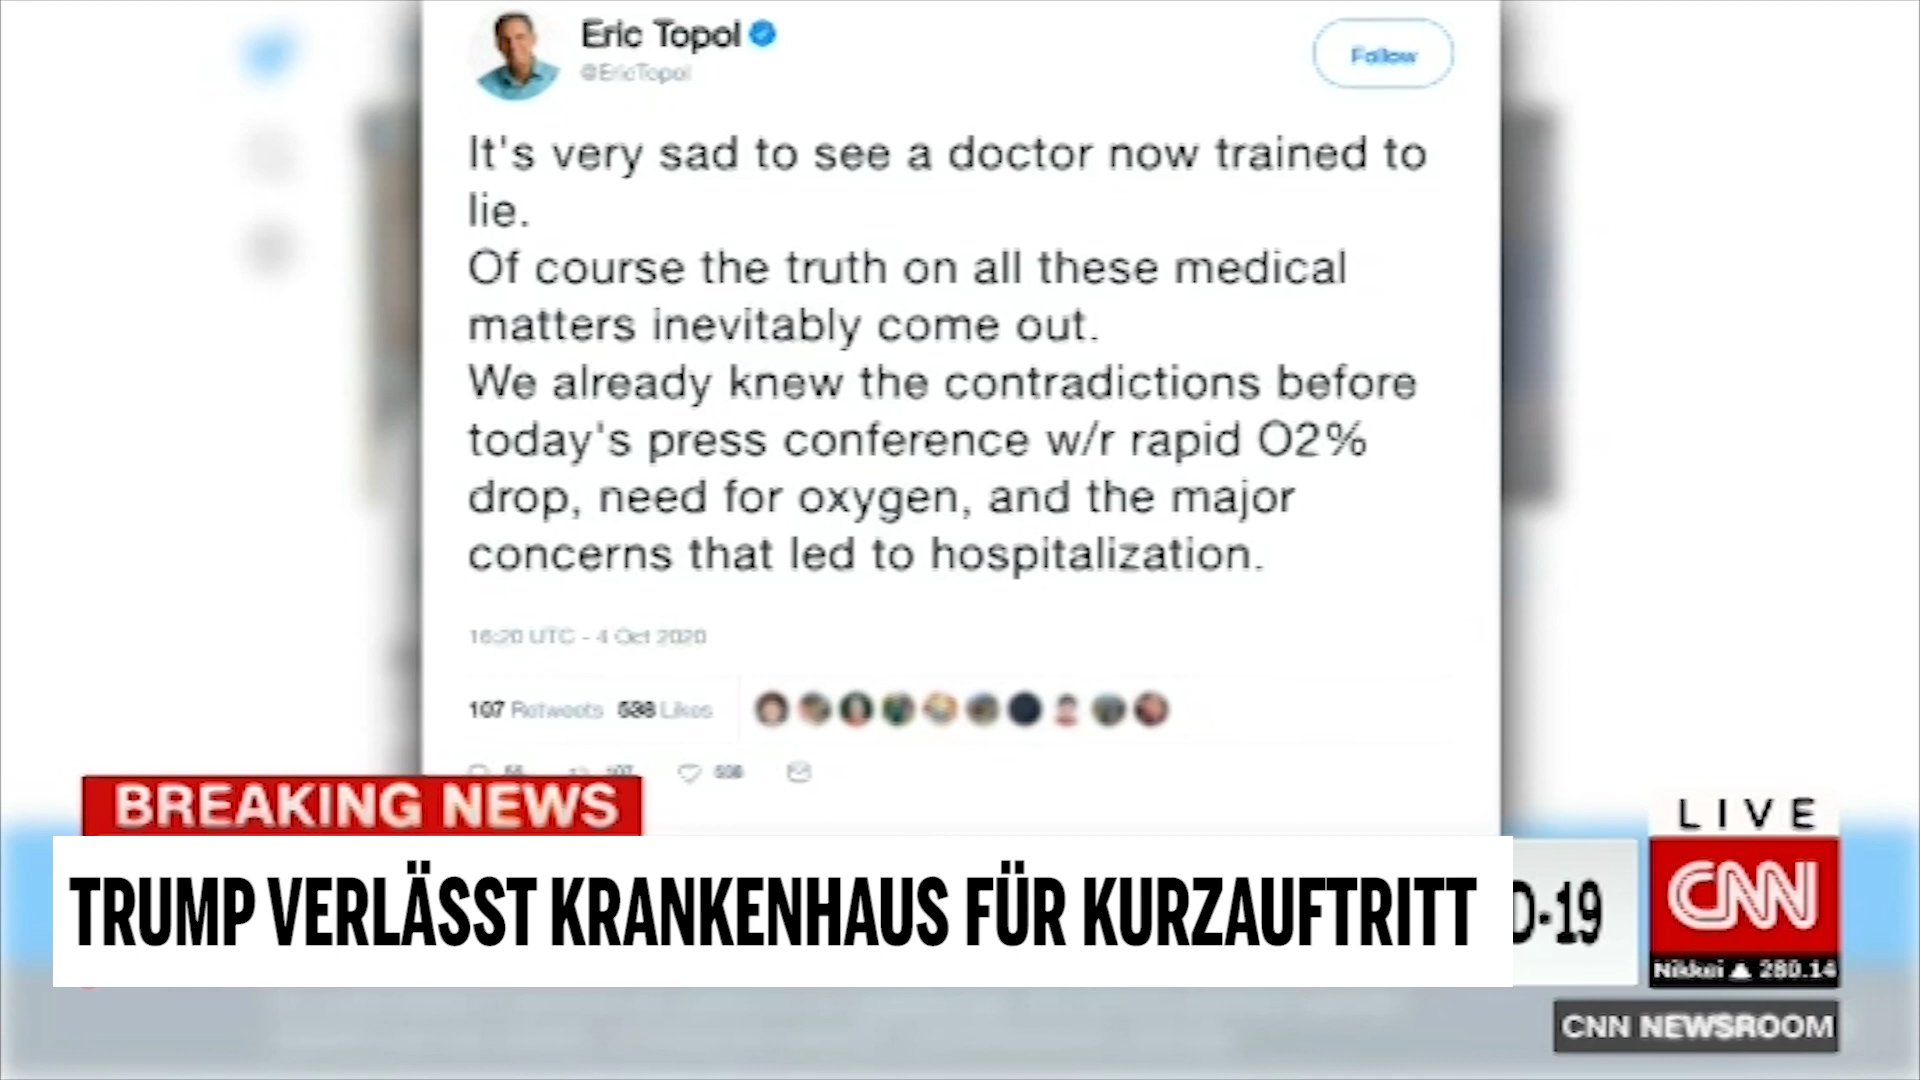 Eric Topol
@EricTopol
Follow
It's very sad to see a doctor now trained to
lie.
Of course the truth on all these medical
matters inevitably come out.
We already knew the contradictions before
today's press conference w/r rapid O2%
drop, need for oxygen, and the major
concerns that led to hospitalization.
16:20 UTC - 4 Oct 2020
107 Retweets 538 Likes
107
BREAKING NEWS
LIVE
TRUMP VERLÄSST KRANKENHAUS FÜR KURZAUFTRITT
D-19
CNN
Nikkei ▲ 280.14
CNN NEWSROOM